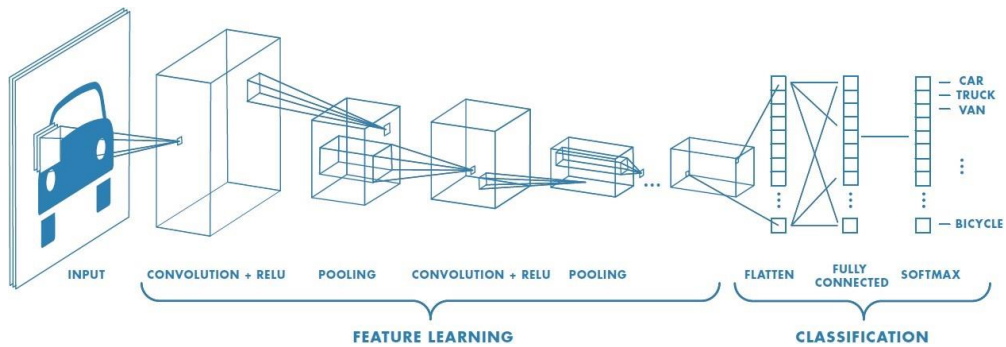 CAR
TRUCK
VAN
BICYCLE
INPUT
CONVOLUTION + RELU
POOLING
CONVOLUTION + RELU
POOLING
FLATTEN
FULLY
CONNECTED
SOFTMAX
FEATURE LEARNING
CLASSIFICATION